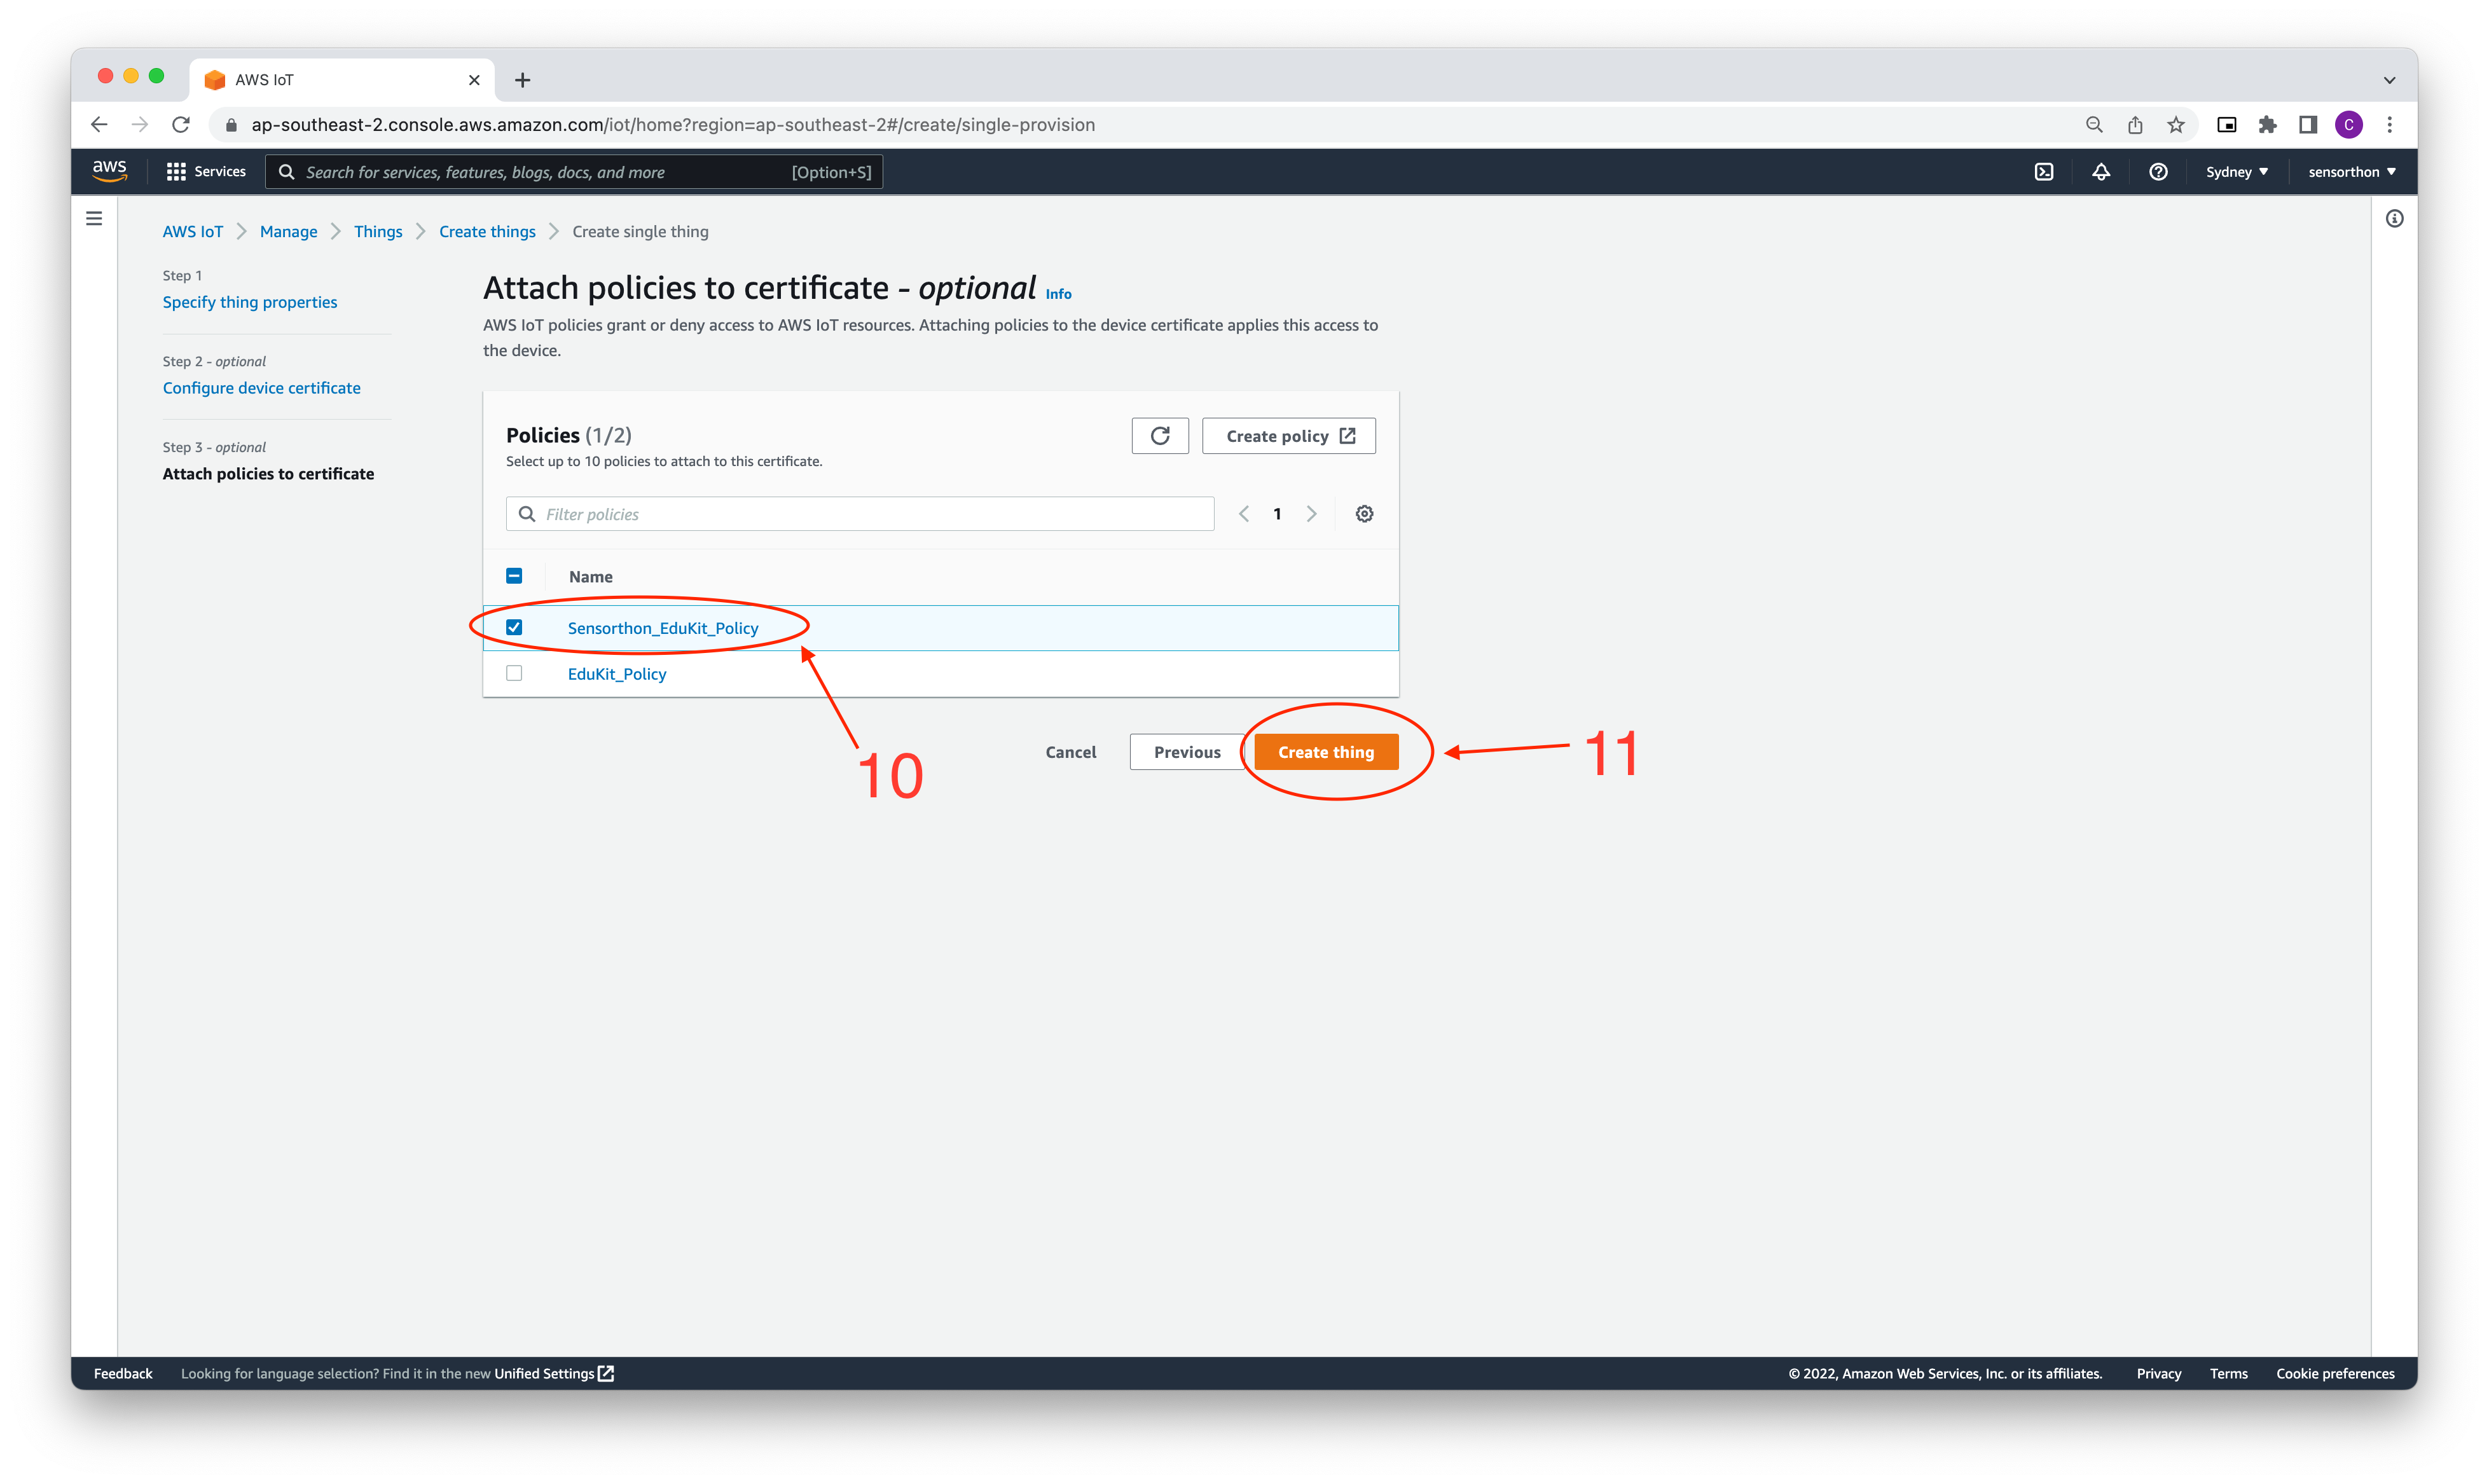 AWS IoT
ap-southeast-2.console.aws.amazon.com/iot/home?region=ap-southeast-2#/create/single-provision
C
aws
Services
Search for services, features, blogs, docs, and more
[Option+S]
Sydney
sensorthon
AWS IoT
Manage
Things
Create things
Create single thing
Step 1
Specify thing properties
Step 2 - optional
Configure device certificate
Step 3 - optional
Attach policies to certificate
Attach policies to certificate - optional Info
AWS IoT policies grant or deny access to AWS IoT resources. Attaching policies to the device certificate applies this access to
the device.
Policies (1/2)
Select up to 10 policies to attach to this certificate.
Create policy
Filter policies
1
Name
Sensorthon_EduKit_Policy
EduKit_Policy
10
Cancel
Previous
Create thing
11
Feedback
Looking for language selection? Find it in the new Unified Settings
© 2022, Amazon Web Services, Inc. or its affiliates.
Privacy
Terms
Cookie preferences